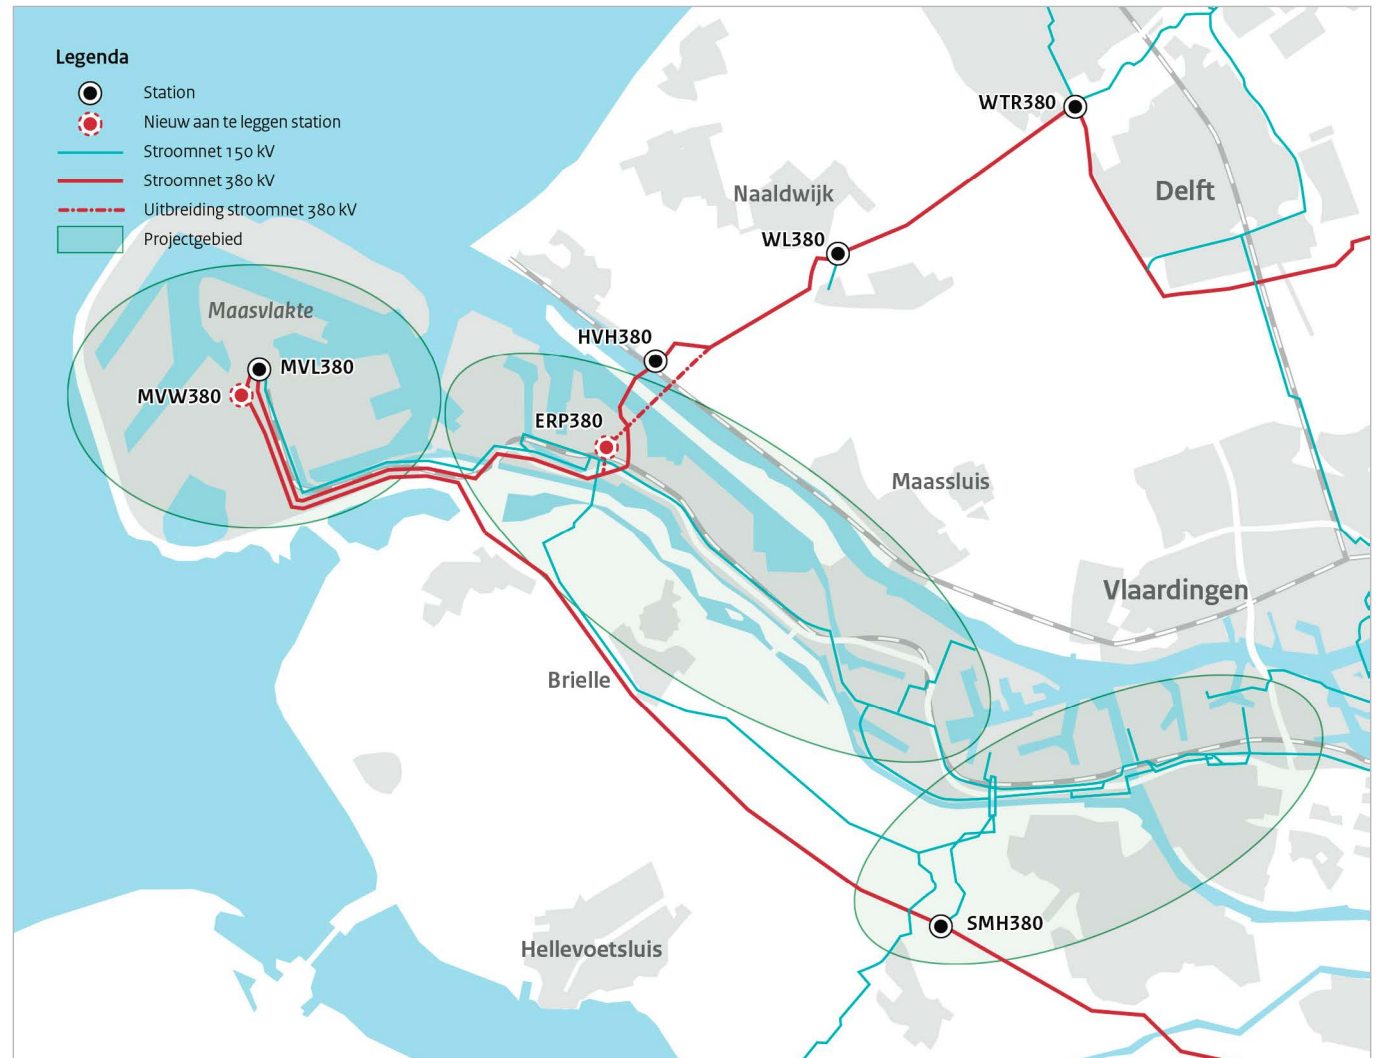 Legenda
Station
Nieuw aan te leggen station
Stroomnet 150 kV
Stroomnet 380 kV
Uitbreiding stroomnet 380 kV
Projectgebied
WTR380
Delft
Naaldwijk
WL380
Maasvlakte
HVH380
MVL380
MVW380
ERP380
Maassluis
Vlaardingen
Brielle
SMH380
Hellevoetsluis